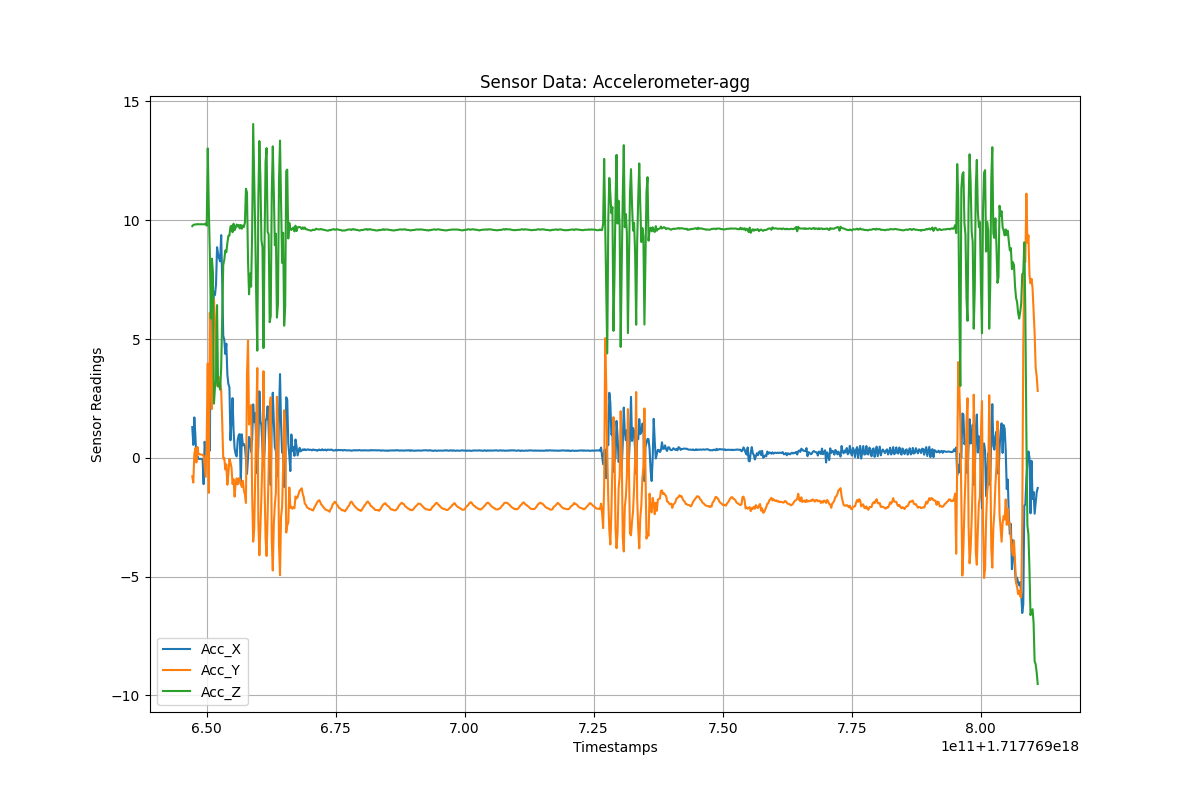 Sensor Data: Accelerometer-agg
Sensor Readings
15
10
5
0
−5
−10
Acc_X
Acc_Y
Acc_Z
6.50 6.75 7.00 7.25 7.50 7.75 8.00
Timestamps
1e11+1.717769e18